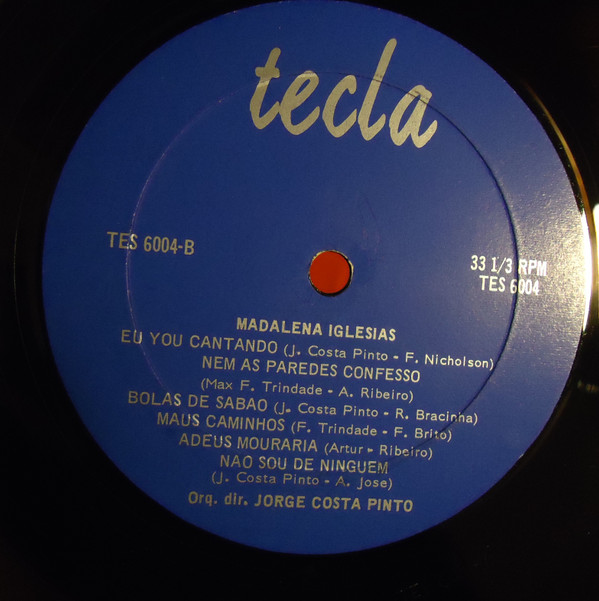 tecla
TES 6004-B
33 1/3 RPM
TES 6004
MADALENA IGLESIAS
EU YOU CANTANDO (J. Costa Pinto - F. Nicholson)
NEM AS PAREDES CONFESSO
(Max F. Trindade - A. Ribeiro)
BOLAS DE SABAO (J. Costa Pinto - R. Bracinha)
MAUS CAMINHOS (F. Trindade - F. Brito)
ADEUS MOURARIA (Artur - Ribeiro)
NAO SOU DE NINGUEM
(J. Costa Pinto - A. Jose)
Orq. dir. JORGE COSTA PINTO